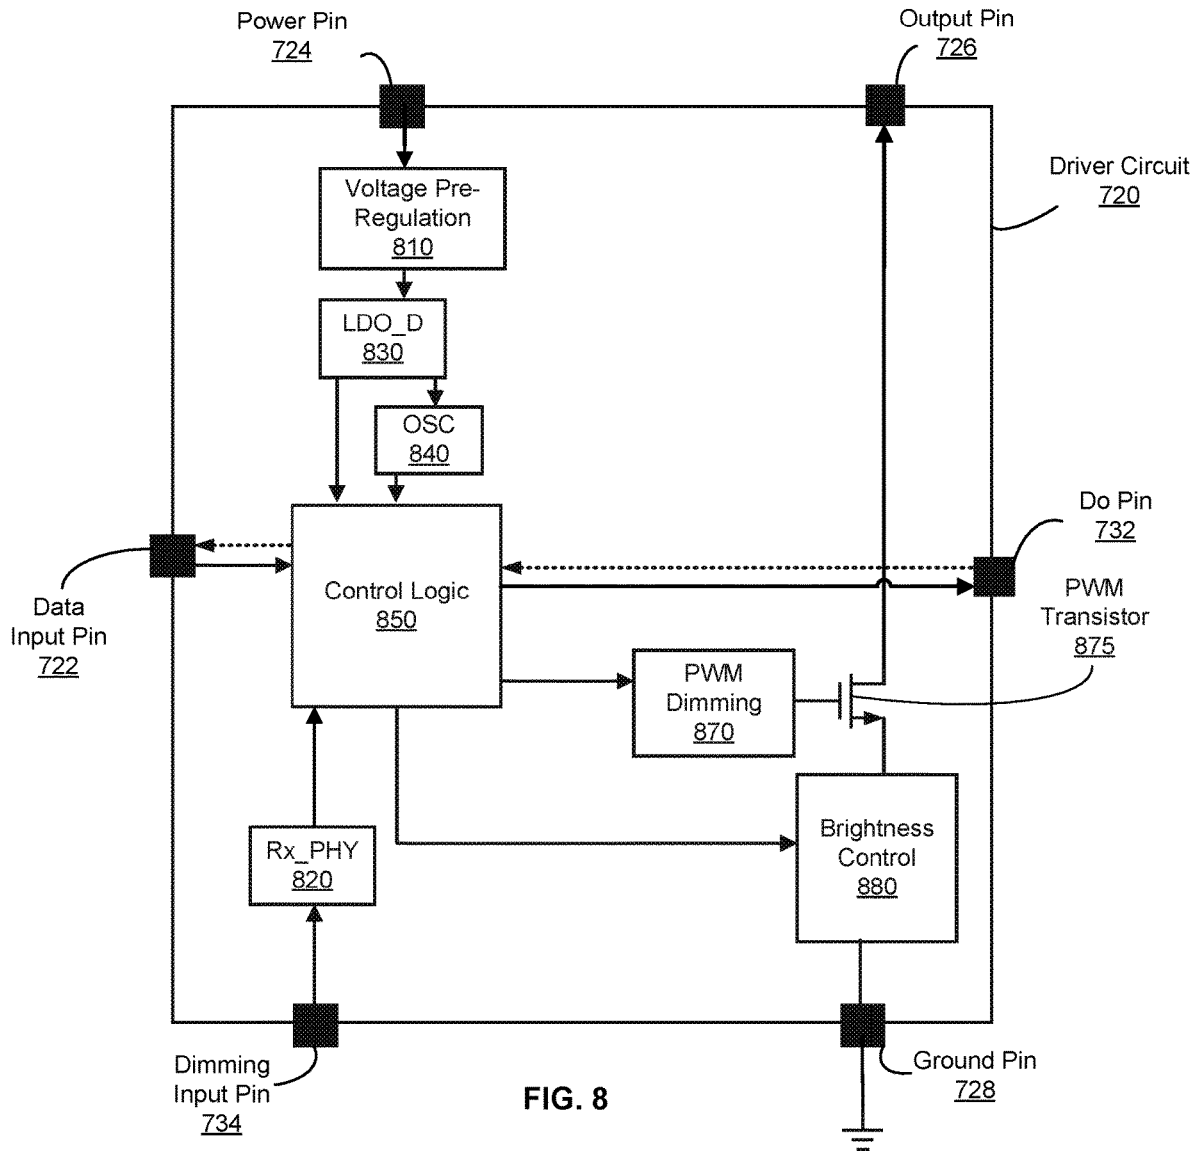 Power Pin
724
Output Pin
726
Driver Circuit
720
Voltage Pre-
Regulation
810
LDO_D
830
OSC
840
Do Pin
732
Control Logic
850
PWM
Transistor
875
Data
Input Pin
722
PWM
Dimming
870
Rx_PHY
820
Brightness
Control
880
Dimming
Input Pin
734
Ground Pin
728
FIG. 8